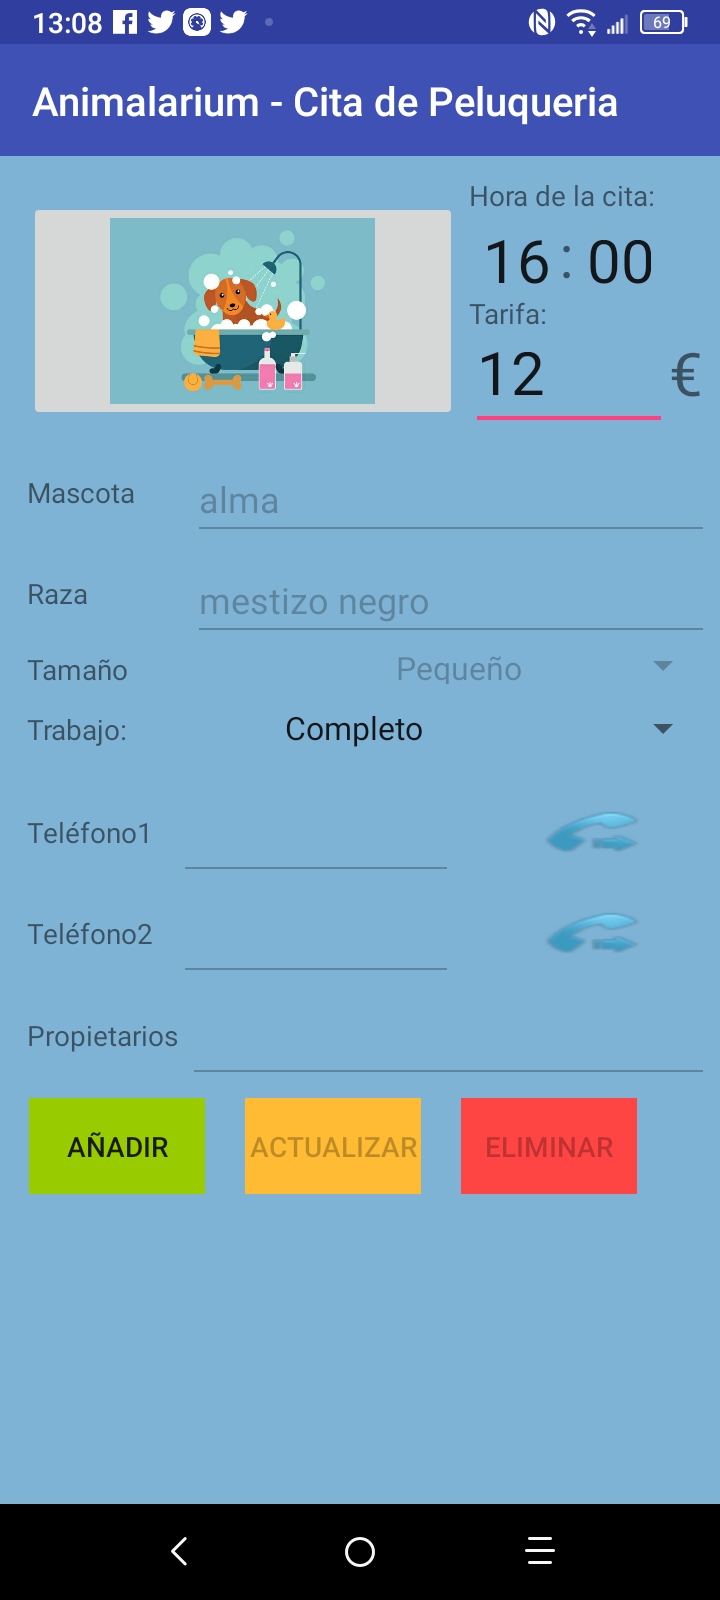 13:08
69
Animalarium - Cita de Peluqueria
Hora de la cita:
16 : 00
Tarifa:
12 €
Mascota alma
Raza mestizo negro
Tamaño Pequeño
Trabajo: Completo
Teléfono1
Teléfono2
Propietarios
AÑADIR ACTUALIZAR ELIMINAR